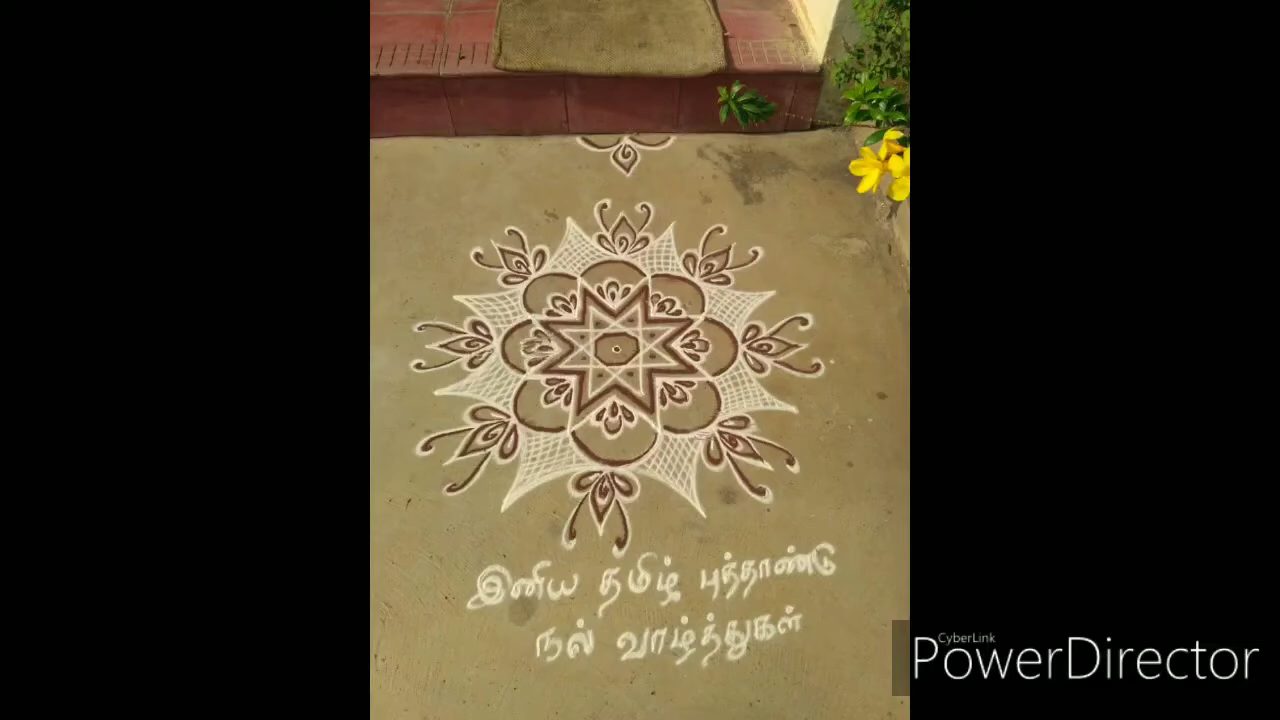 இனிய தமிழ் புத்தாண்டு
நல் வாழ்த்துகள்
CyberLink
PowerDirector